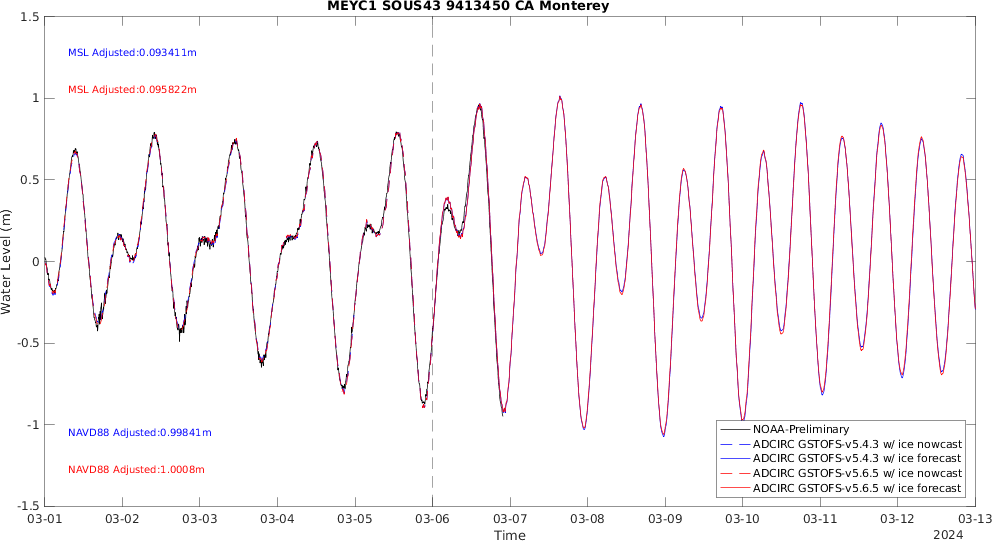 MEYC1 SOUS43 9413450 CA Monterey
1.5
1
0.5
0
-0.5
-1
-1.5
Water Level (m)
MSL Adjusted:0.093411m
MSL Adjusted:0.095822m
NAVD88 Adjusted:0.99841m
NAVD88 Adjusted:1.0008m
NOAA-Preliminary
ADCIRC GSTOFS-v5.4.3 w/ ice nowcast
ADCIRC GSTOFS-v5.4.3 w/ ice forecast
ADCIRC GSTOFS-v5.6.5 w/ ice nowcast
ADCIRC GSTOFS-v5.6.5 w/ ice forecast
03-01 03-02 03-03 03-04 03-05 03-06 03-07 03-08 03-09 03-10 03-11 03-12 03-13
Time
2024